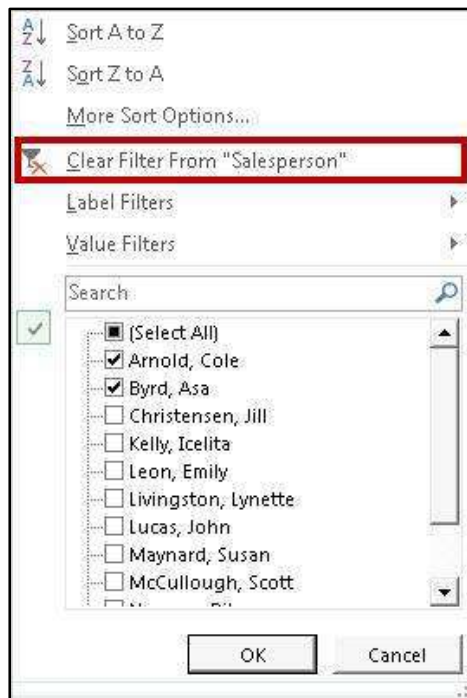 Sort A to Z
Sort Z to A
More Sort Options...
Clear Filter From "Salesperson"
Label Filters
Value Filters
Search
(Select All)
Arnold, Cole
Byrd, Asa
Christensen, Jill
Kelly, Icelita
Leon, Emily
Livingston, Lynette
Lucas, John
Maynard, Susan
McCullough, Scott
OK Cancel